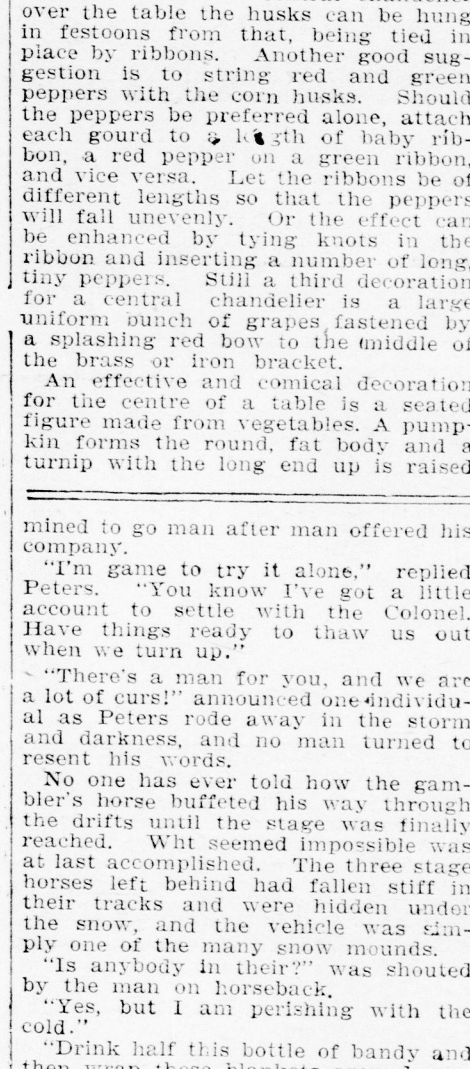 over the table the husks can be hung
in festoons from that, being tied in
place by ribbons. Another good sug-
gestion is to string red and green
peppers with the corn husks. Should
the peppers be preferred alone, attach
each gourd to a length of baby rib-
bon, a red pepper on a green ribbon,
and vice versa. Let the ribbons be of
different lengths so that the peppers
will fall unevenly. Or the effect can
be enhanced by tying knots in the
ribbon and inserting a number of long,
tiny peppers. Still a third decoration
for a central chandelier is a large
uniform bunch of grapes fastened by
a splashing red bow to the middle of
the brass or iron bracket.
An effective and comical decoration
for the centre of a table is a seated
figure made from vegetables. A pump-
kin forms the round, fat body and a
turnip with the long end up is raised
mined to go man after man offered his
company.
"I'm game to try it alone," replied
Peters. "You know I've got a little
account to settle with the Colonel.
Have things ready to thaw us out
when we turn up."
"There's a man for you, and we are
a lot of curs!" announced one individu-
al as Peters rode away in the storm
and darkness, and no man turned to
resent his words.
No one has ever told how the gam-
bler's horse buffeted his way through
the drifts until the stage was finally
reached. Wht seemed impossible was
at last accomplished. The three stage
horses left behind had fallen stiff in
their tracks and were hidden under
the snow, and the vehicle was sim-
ply one of the many snow mounds.
"Is anybody in their?" was shouted
by the man on horseback.
"Yes, but I am perishing with the
cold."
"Drink half this bottle of bandy and
then wrap these blankets